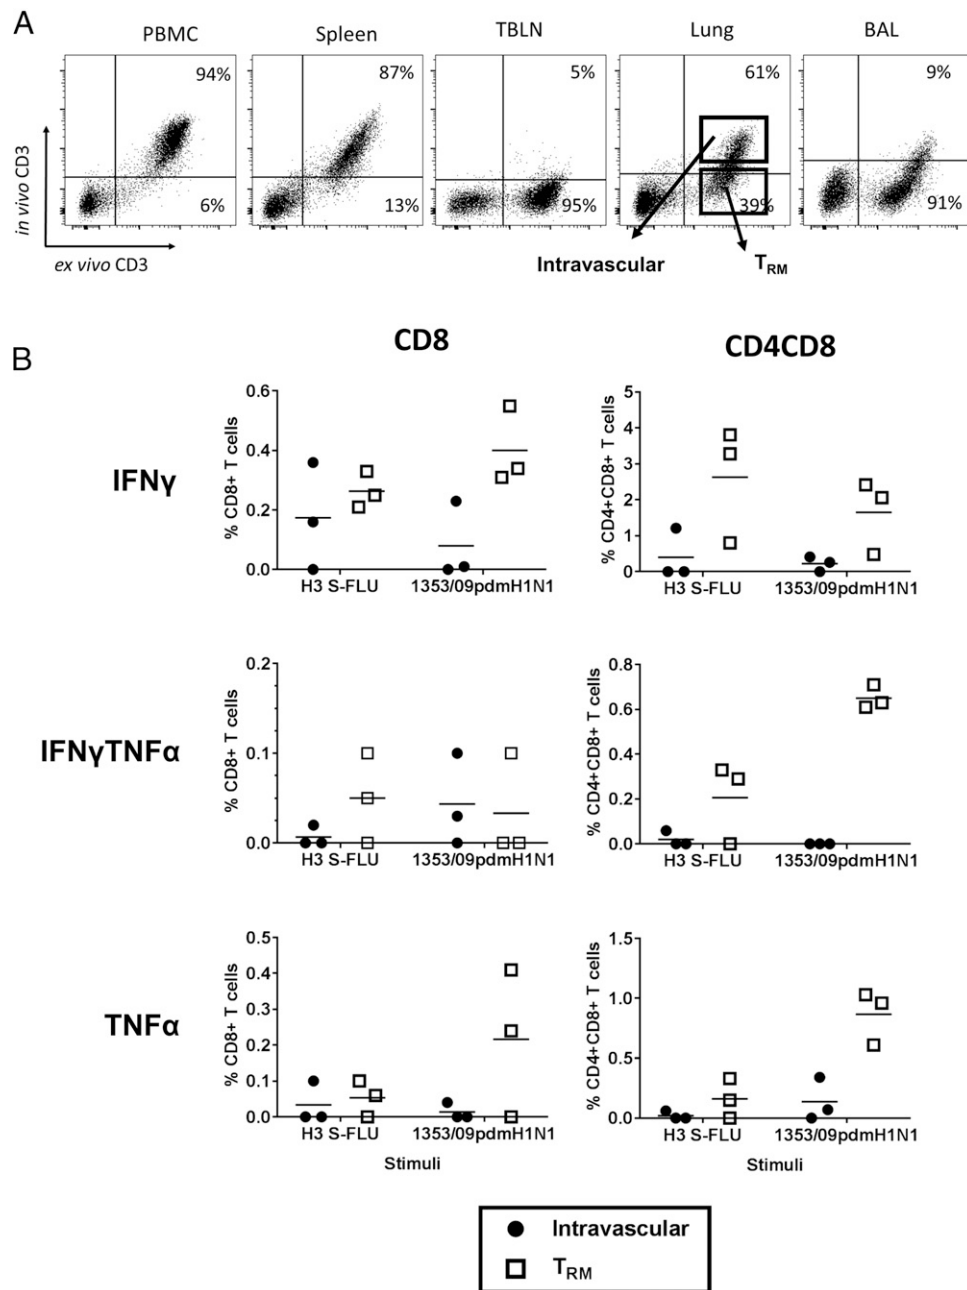 A
PBMC
Spleen
TBLN
Lung
BAL
94%
87%
5%
61%
9%
6%
13%
95%
39%
91%
in vivo CD3
ex vivo CD3
Intravascular
TRM
B
CD8
CD4CD8
IFNγ
% CD8+ T cells
0.6
0.4
0.2
0.0
H3 S-FLU
1353/09pdmH1N1
% CD4+CD8+ T cells
5
4
3
2
1
0
H3 S-FLU
1353/09pdmH1N1
IFNγTNFα
% CD8+ T cells
0.2
0.1
0.0
H3 S-FLU
1353/09pdmH1N1
% CD4+CD8+ T cells
0.8
0.6
0.4
0.2
0.0
H3 S-FLU
1353/09pdmH1N1
TNFα
% CD8+ T cells
0.5
0.4
0.3
0.2
0.1
0.0
H3 S-FLU
1353/09pdmH1N1
Stimuli
% CD4+CD8+ T cells
1.5
1.0
0.5
0.0
H3 S-FLU
1353/09pdmH1N1
Stimuli
Intravascular
TRM